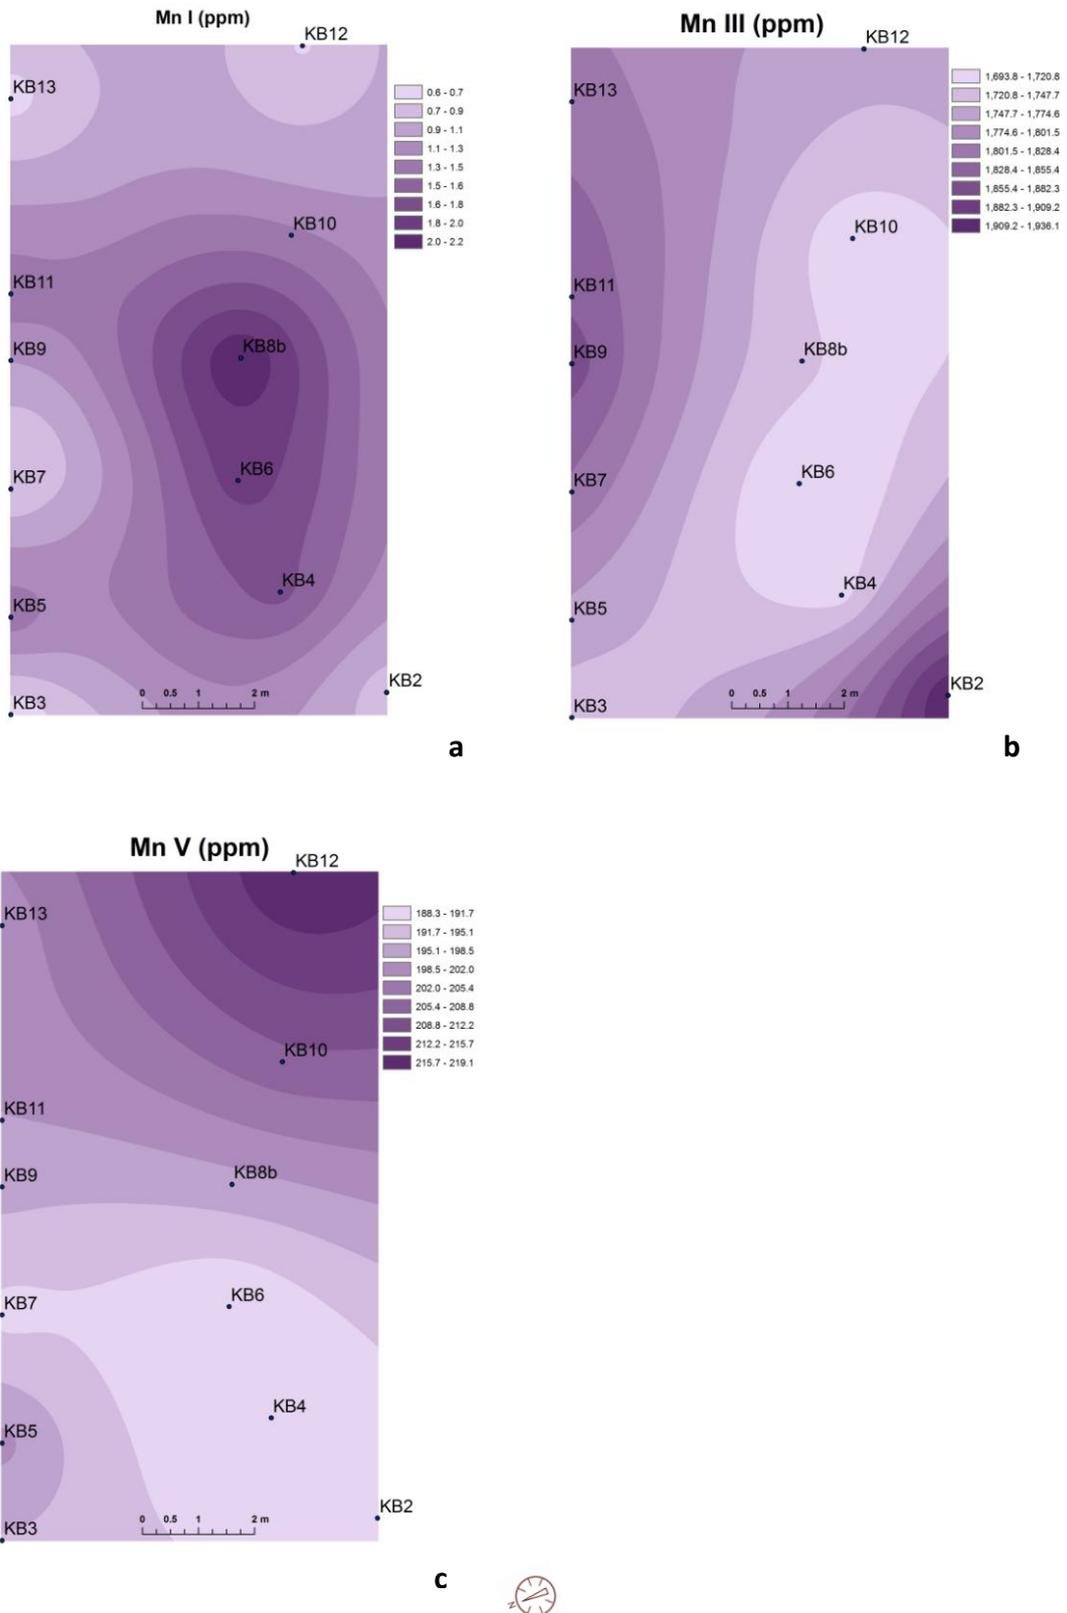 Mn I (ppm)
KB12
KB13
0.6 - 0.7
0.7 - 0.9
0.9 - 1.1
1.1 - 1.3
1.3 - 1.5
1.5 - 1.6
1.6 - 1.8
1.8 - 2.0
2.0 - 2.2
KB10
KB11
KB9
KB8b
KB7
KB6
KB5
KB4
KB3
KB2
0 0.5 1 2 m
a
Mn III (ppm)
KB12
KB13
1,693.8 - 1,720.8
1,720.8 - 1,747.7
1,747.7 - 1,774.6
1,774.6 - 1,801.5
1,801.5 - 1,828.4
1,828.4 - 1,855.4
1,855.4 - 1,882.3
1,882.3 - 1,909.2
1,909.2 - 1,936.1
KB10
KB11
KB9
KB8b
KB7
KB6
KB5
KB4
KB3
KB2
0 0.5 1 2 m
b
Mn V (ppm)
KB12
KB13
188.3 - 191.7
191.7 - 195.1
195.1 - 198.5
198.5 - 202.0
202.0 - 205.4
205.4 - 208.8
208.8 - 212.2
212.2 - 215.7
215.7 - 219.1
KB10
KB11
KB9
KB8b
KB7
KB6
KB5
KB4
KB3
KB2
0 0.5 1 2 m
c
N